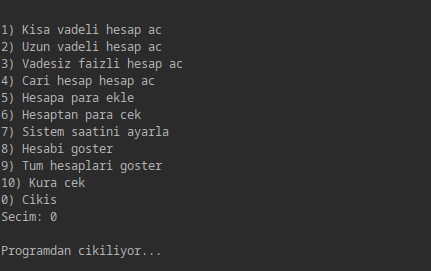 1) Kisa vadeli hesap ac
2) Uzun vadeli hesap ac
3) Vadesiz faizli hesap ac
4) Cari hesap hesap ac
5) Hesapa para ekle
6) Hesaptan para cek
7) Sistem saatini ayarla
8) Hesabi goster
9) Tum hesaplari goster
10) Kura cek
0) Cikis
Secim: 0
Programdan cikiliyor...